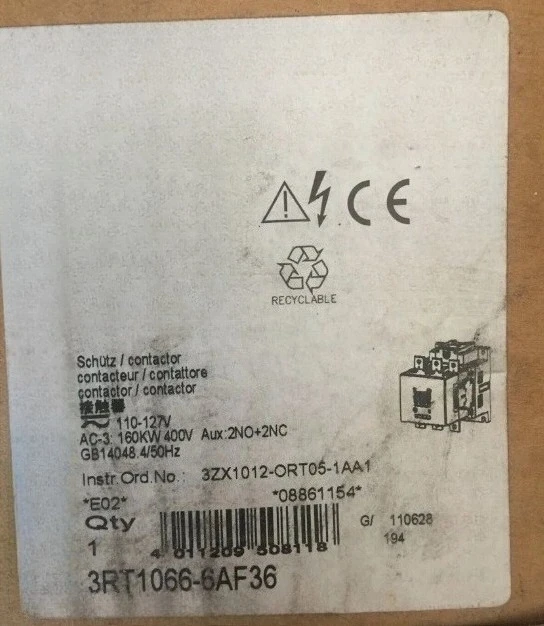 CE
RECYCLABLE
Schütz / contactor
contacteur / contattore
contactor / contactor
接触器
110-127V
AC-3: 160KW 400V Aux:2NO+2NC
GB14048.4/50Hz
Instr.Ord.No.: 3ZX1012-ORT05-1AA1
*E02* *08861154*
Qty
1
4 011209 508118
G/ 110628
194
3RT1066-6AF36